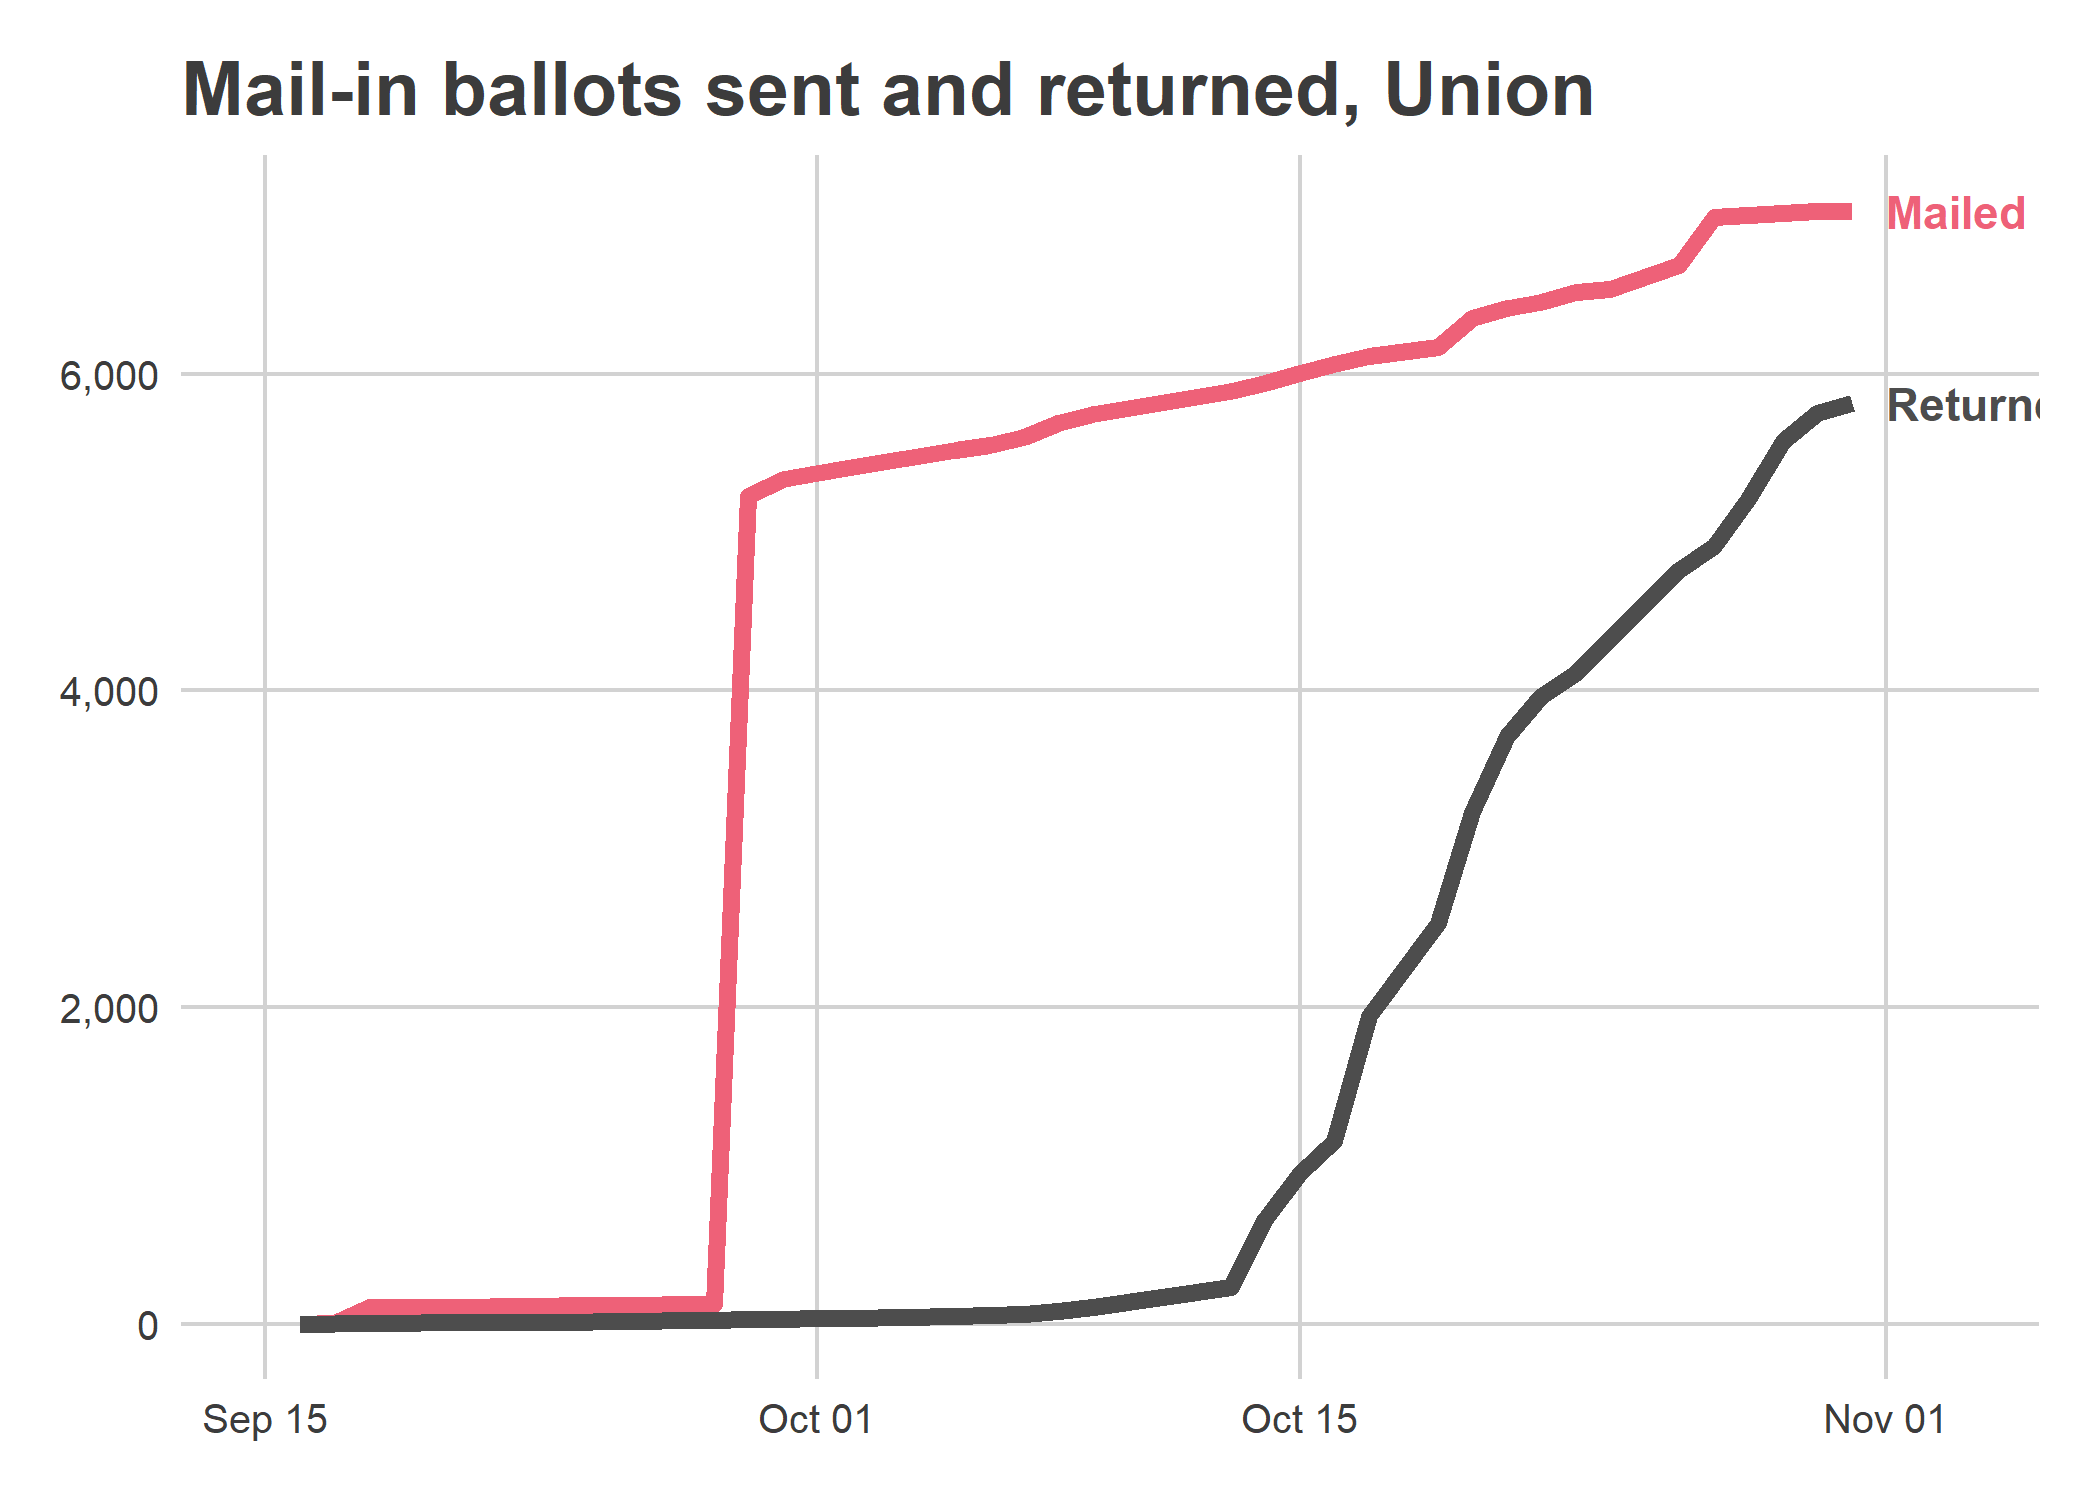 Mail-in ballots sent and returned, Union
Mailed
6,000
Returne
4,000
2,000
0
Sep 15
Oct 01
Oct 15
Nov 01